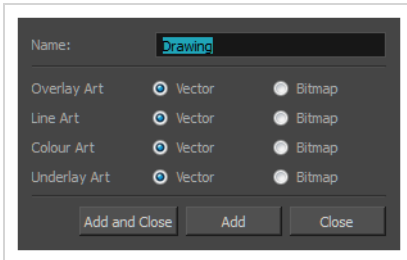 Name: Drawing
Overlay Art Vector Bitmap
Line Art Vector Bitmap
Colour Art Vector Bitmap
Underlay Art Vector Bitmap
Add and Close Add Close